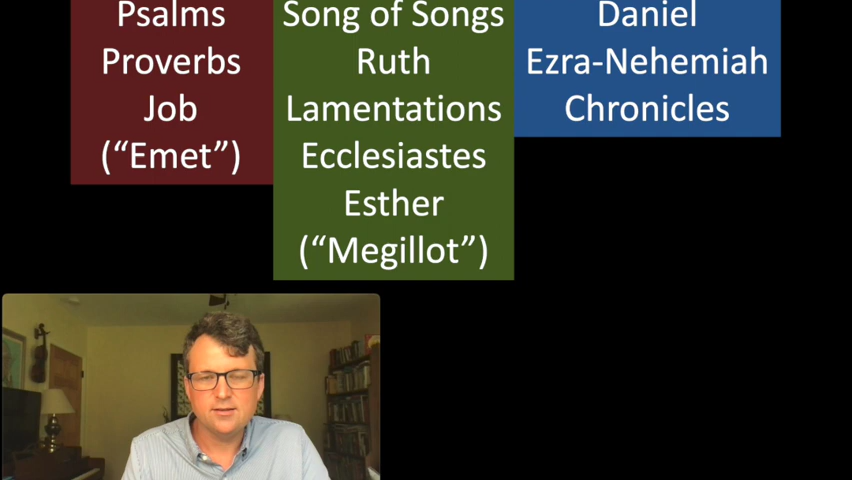 Psalms
Proverbs
Job
(“Emet”)
Song of Songs
Ruth
Lamentations
Ecclesiastes
Esther
(“Megillot”)
Daniel
Ezra-Nehemiah
Chronicles